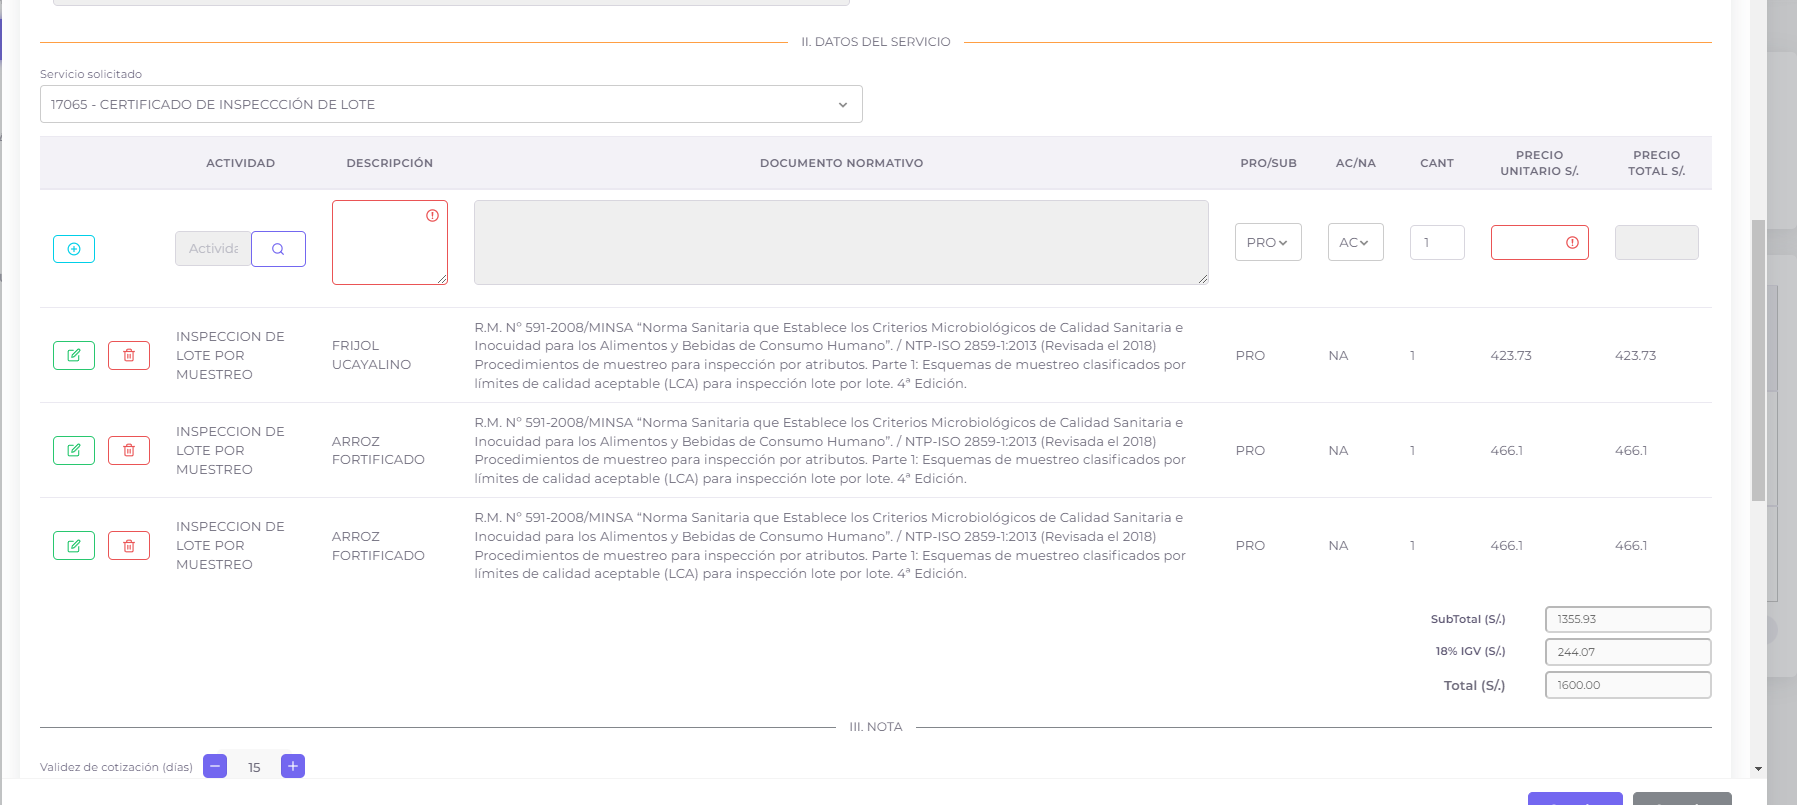 II. DATOS DEL SERVICIO
Servicio solicitado
17065 - CERTIFICADO DE INSPECCCIÓN DE LOTE
ACTIVIDAD DESCRIPCIÓN DOCUMENTO NORMATIVO PRO/SUB AC/NA CANT PRECIO UNITARIO S/. PRECIO TOTAL S/.
Activida PRO AC 1
INSPECCION DE
LOTE POR
MUESTREO
FRIJOL
UCAYALINO
R.M. Nº 591-2008/MINSA “Norma Sanitaria que Establece los Criterios Microbiológicos de Calidad Sanitaria e
Inocuidad para los Alimentos y Bebidas de Consumo Humano”. / NTP-ISO 2859-1:2013 (Revisada el 2018)
Procedimientos de muestreo para inspección por atributos. Parte 1: Esquemas de muestreo clasificados por
límites de calidad aceptable (LCA) para inspección lote por lote. 4ª Edición.
PRO NA 1 423.73 423.73
INSPECCION DE
LOTE POR
MUESTREO
ARROZ
FORTIFICADO
R.M. Nº 591-2008/MINSA “Norma Sanitaria que Establece los Criterios Microbiológicos de Calidad Sanitaria e
Inocuidad para los Alimentos y Bebidas de Consumo Humano”. / NTP-ISO 2859-1:2013 (Revisada el 2018)
Procedimientos de muestreo para inspección por atributos. Parte 1: Esquemas de muestreo clasificados por
límites de calidad aceptable (LCA) para inspección lote por lote. 4ª Edición.
PRO NA 1 466.1 466.1
INSPECCION DE
LOTE POR
MUESTREO
ARROZ
FORTIFICADO
R.M. Nº 591-2008/MINSA “Norma Sanitaria que Establece los Criterios Microbiológicos de Calidad Sanitaria e
Inocuidad para los Alimentos y Bebidas de Consumo Humano”. / NTP-ISO 2859-1:2013 (Revisada el 2018)
Procedimientos de muestreo para inspección por atributos. Parte 1: Esquemas de muestreo clasificados por
límites de calidad aceptable (LCA) para inspección lote por lote. 4ª Edición.
PRO NA 1 466.1 466.1
SubTotal (S/.) 1355.93
18% IGV (S/.) 244.07
Total (S/.) 1600.00
III. NOTA
Validez de cotización (días) − 15 +